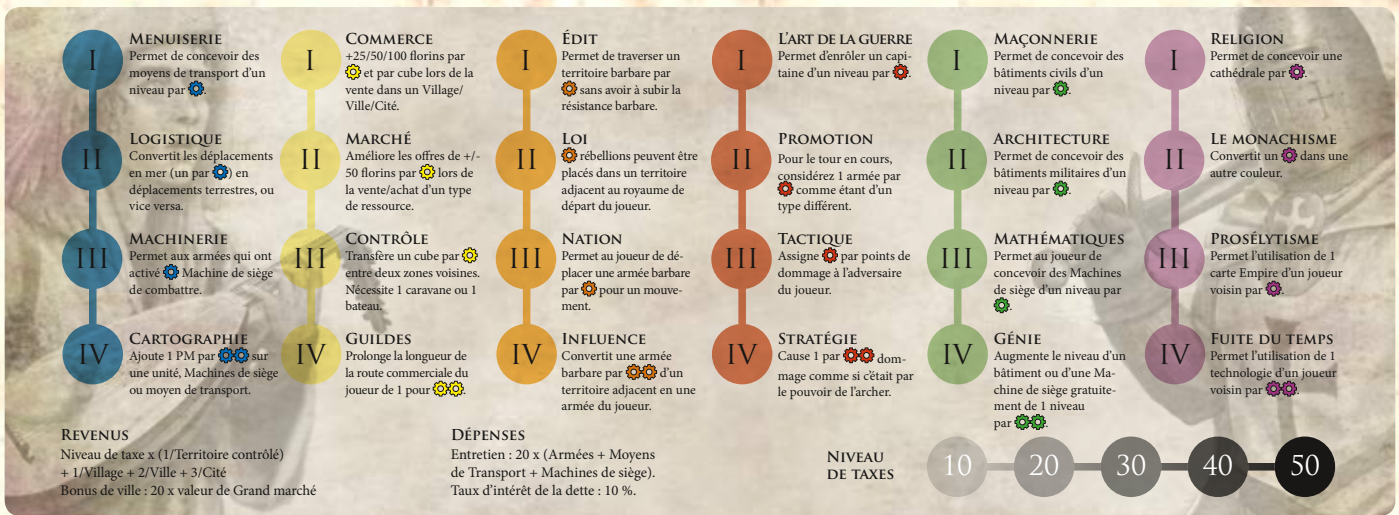 I
MENUISERIE
Permet de concevoir des
moyens de transport d'un
niveau par .
II
LOGISTIQUE
Convertit les déplacements
en mer (un par ) en
déplacements terrestres, ou
vice versa.
III
MACHINERIE
Permet aux armées qui ont
activé Machine de siège
de combattre.
IV
CARTOGRAPHIE
Ajoute 1 PM par sur
une unité, Machines de siège
ou moyen de transport.
I
COMMERCE
+25/50/100 florins par
et par cube lors de la
vente dans un Village/
Ville/Cité.
II
MARCHÉ
Améliore les offres de +/-
50 florins par lors de
la vente/achat d'un type
de ressource.
III
CONTRÔLE
Transfère un cube par
entre deux zones voisines.
Nécessite 1 caravane ou 1
bateau.
IV
GUILDES
Prolonge la longueur de
la route commerciale du
joueur de 1 pour .
I
ÉDIT
Permet de traverser un
territoire barbare par
sans avoir à subir la
résistance barbare.
II
LOI
rébellions peuvent être
placés dans un territoire
adjacent au royaume de
départ du joueur.
III
NATION
Permet au joueur de dé-
placer une armée barbare
par pour un mouve-
ment.
IV
INFLUENCE
Convertit une armée
barbare par d'un
territoire adjacent en une
armée du joueur.
I
L'ART DE LA GUERRE
Permet d'enrôler un capi-
taine d'un niveau par .
II
PROMOTION
Pour le tour en cours,
considérez 1 armée par
comme étant d'un
type différent.
III
TACTIQUE
Assigne par points de
dommage à l'adversaire
du joueur.
IV
STRATÉGIE
Cause 1 par dom-
mage comme si c'était par
le pouvoir de l'archer.
I
MAÇONNERIE
Permet de concevoir des
bâtiments civils d'un
niveau par .
II
ARCHITECTURE
Permet de concevoir des
bâtiments militaires d'un
niveau par .
III
MATHÉMATIQUES
Permet au joueur de
concevoir des Machines
de siège d'un niveau par
.
IV
GÉNIE
Augmente le niveau d'un
bâtiment ou d'une Ma-
chine de siège gratuite-
ment de 1 niveau
par .
I
RELIGION
Permet de concevoir une
cathédrale par .
II
LE MONACHISME
Convertit un dans une
autre couleur.
III
PROSÉLYTISME
Permet l'utilisation de 1
carte Empire d'un joueur
voisin par .
IV
FUITE DU TEMPS
Permet l'utilisation de 1
technologie d'un joueur
voisin par .
REVENUS
Niveau de taxe x (1/Territoire contrôlé)
+ 1/Village + 2/Ville + 3/Cité
Bonus de ville : 20 x valeur de Grand marché
DÉPENSES
Entretien : 20 x (Armées + Moyens
de Transport + Machines de siège).
Taux d'intérêt de la dette : 10 %.
NIVEAU
DE TAXES
10 20 30 40 50